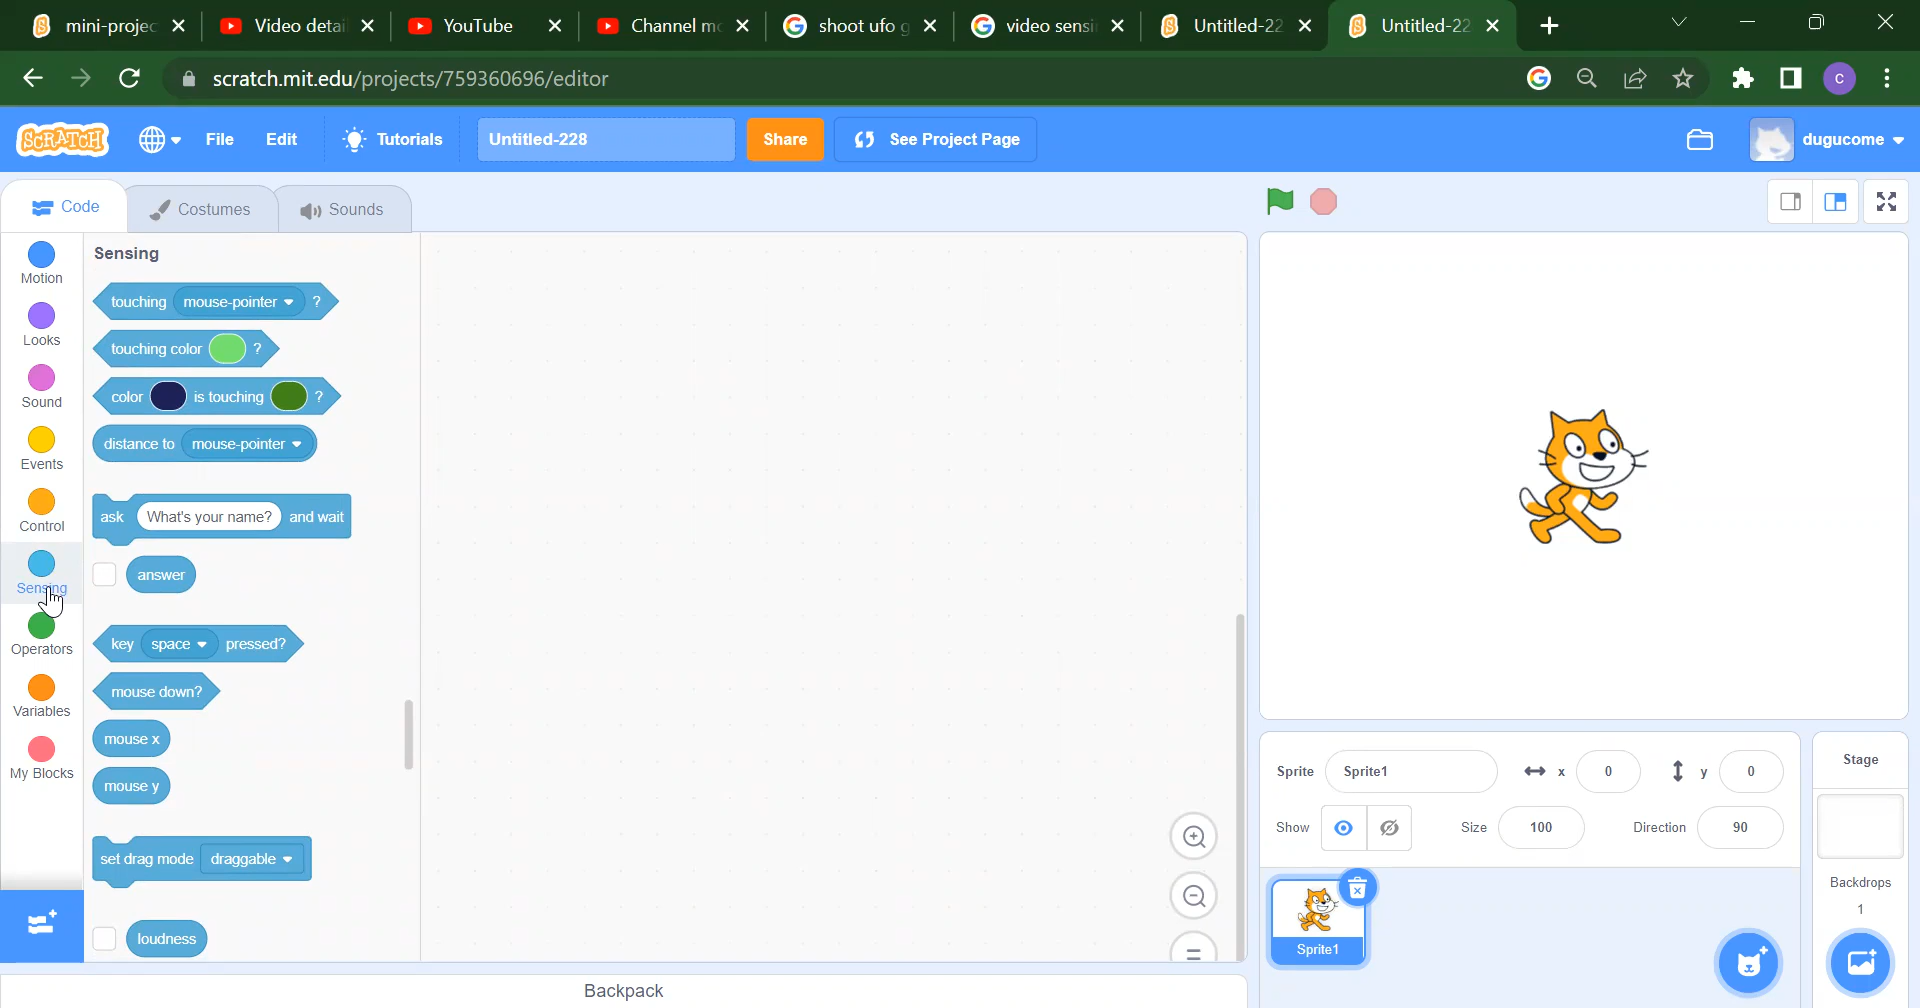 mini-projec
Video detai
YouTube
Channel mo
shoot ufo g
video sensi
Untitled-22
Untitled-22
scratch.mit.edu/projects/759360696/editor
C
SCRATCH
File
Edit
Tutorials
Untitled-228
Share
See Project Page
dugucome
Code
Costumes
Sounds
Motion
Looks
Sound
Events
Control
Sensing
Operators
Variables
My Blocks
Sensing
touching mouse-pointer ?
touching color ?
color is touching ?
distance to mouse-pointer
ask What's your name? and wait
answer
key space pressed?
mouse down?
mouse x
mouse y
set drag mode draggable
loudness
Backpack
Sprite Sprite1 x 0 y 0
Show Size 100 Direction 90
Sprite1
Stage
Backdrops
1